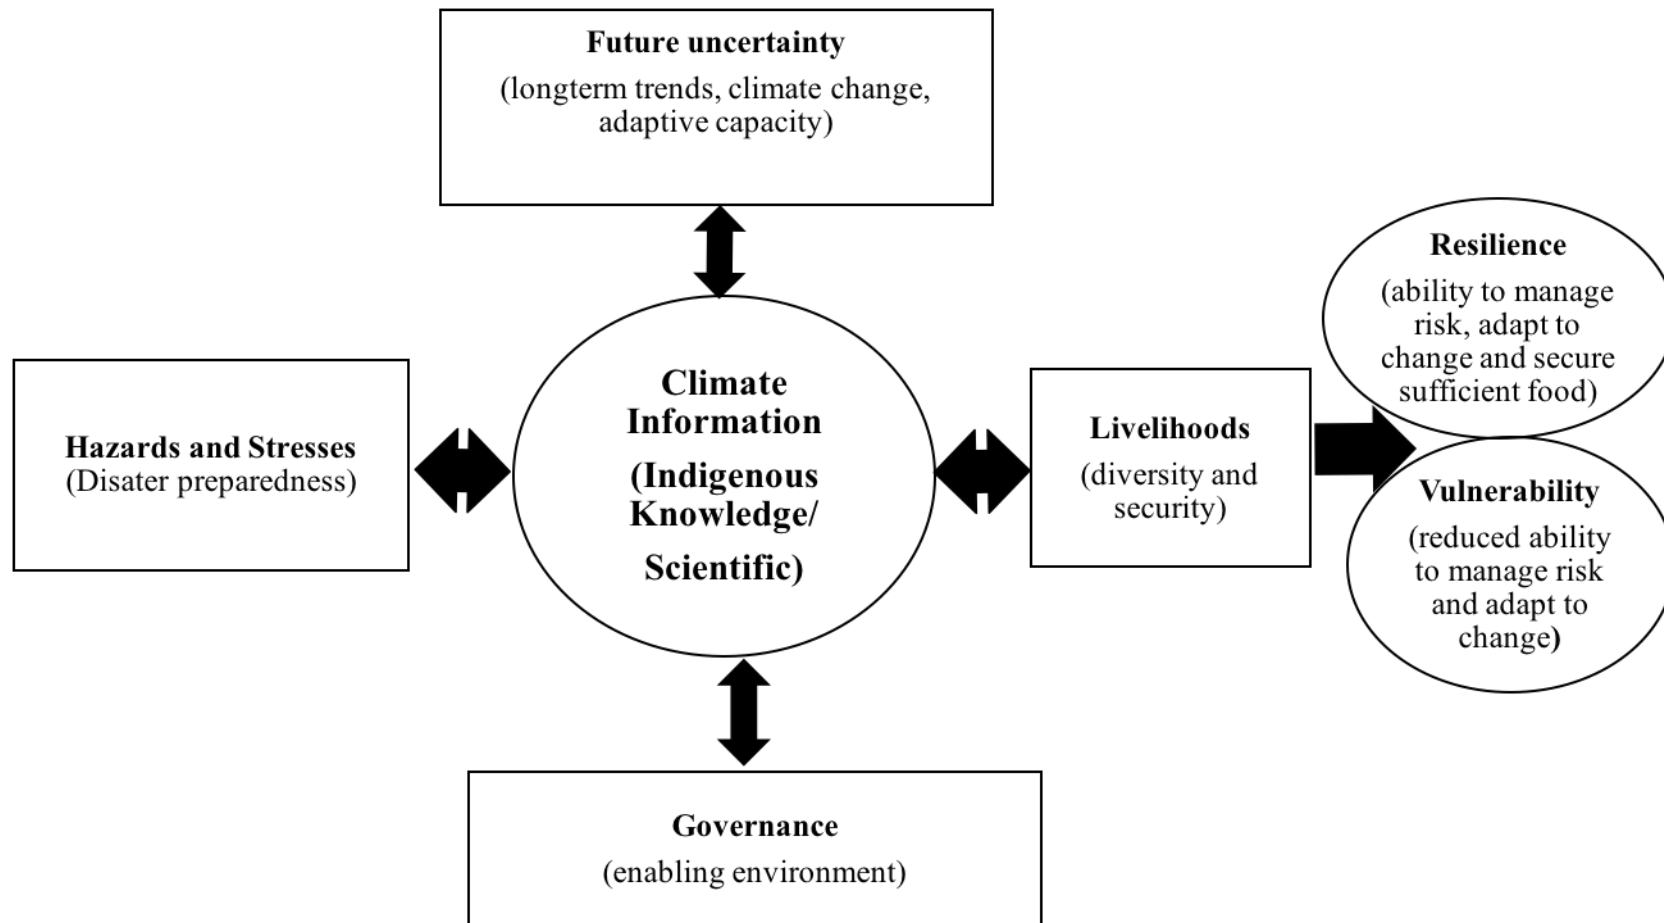 Future uncertainty
(longterm trends, climate change,
adaptive capacity)
Hazards and Stresses
(Disater preparedness)
Climate
Information
(Indigenous
Knowledge/
Scientific)
Livelihoods
(diversity and
security)
Resilience
(ability to manage
risk, adapt to
change and secure
sufficient food)
Vulnerability
(reduced ability
to manage risk
and adapt to
change)
Governance
(enabling environment)